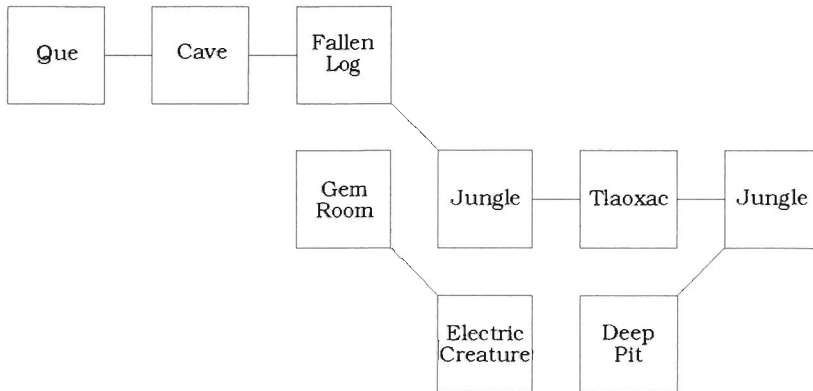 Que
Cave
Fallen
Log
Gem
Room
Jungle
Tlaoxac
Jungle
Electric
Creature
Deep
Pit